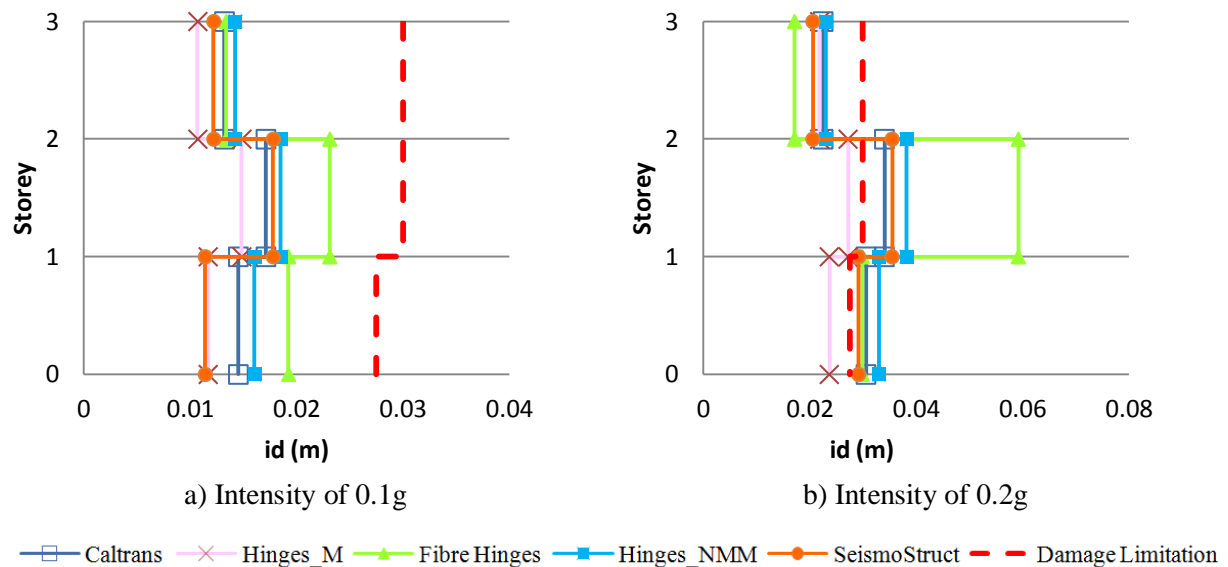 3
2
1
0
Storey
0
0.01
0.02
0.03
0.04
id (m)
a) Intensity of 0.1g
3
2
1
0
Storey
0
0.02
0.04
0.06
0.08
id (m)
b) Intensity of 0.2g
Caltrans
Hinges_M
Fibre Hinges
Hinges_NMM
SeismoStruct
Damage Limitation